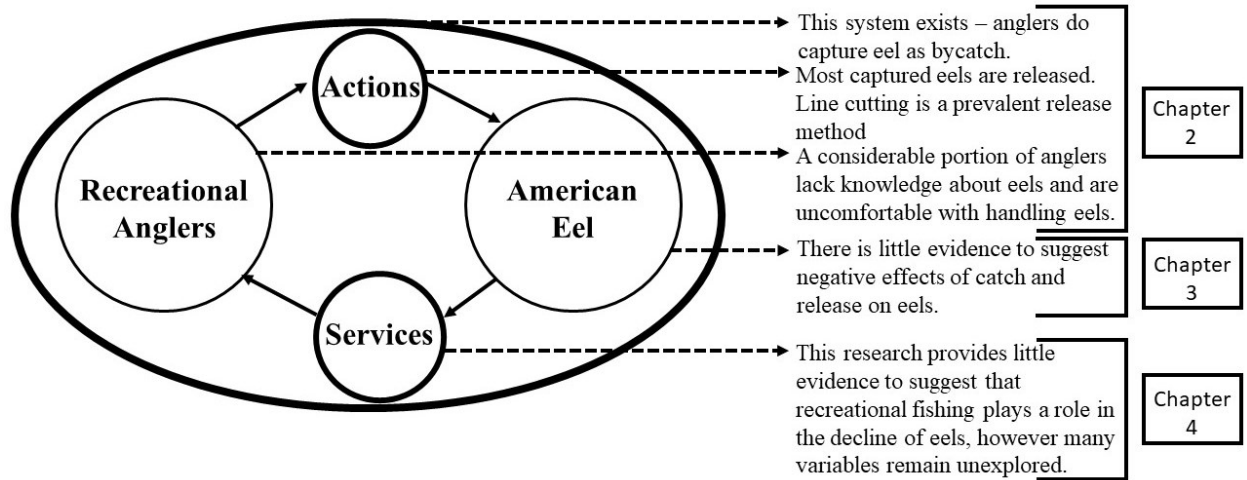 Actions
Recreational
Anglers
American
Eel
Services
This system exists – anglers do
capture eel as bycatch.
Most captured eels are released.
Line cutting is a prevalent release
method
A considerable portion of anglers
lack knowledge about eels and are
uncomfortable with handling eels.
Chapter
2
There is little evidence to suggest
negative effects of catch and
release on eels.
Chapter
3
This research provides little
evidence to suggest that
recreational fishing plays a role in
the decline of eels, however many
variables remain unexplored.
Chapter
4